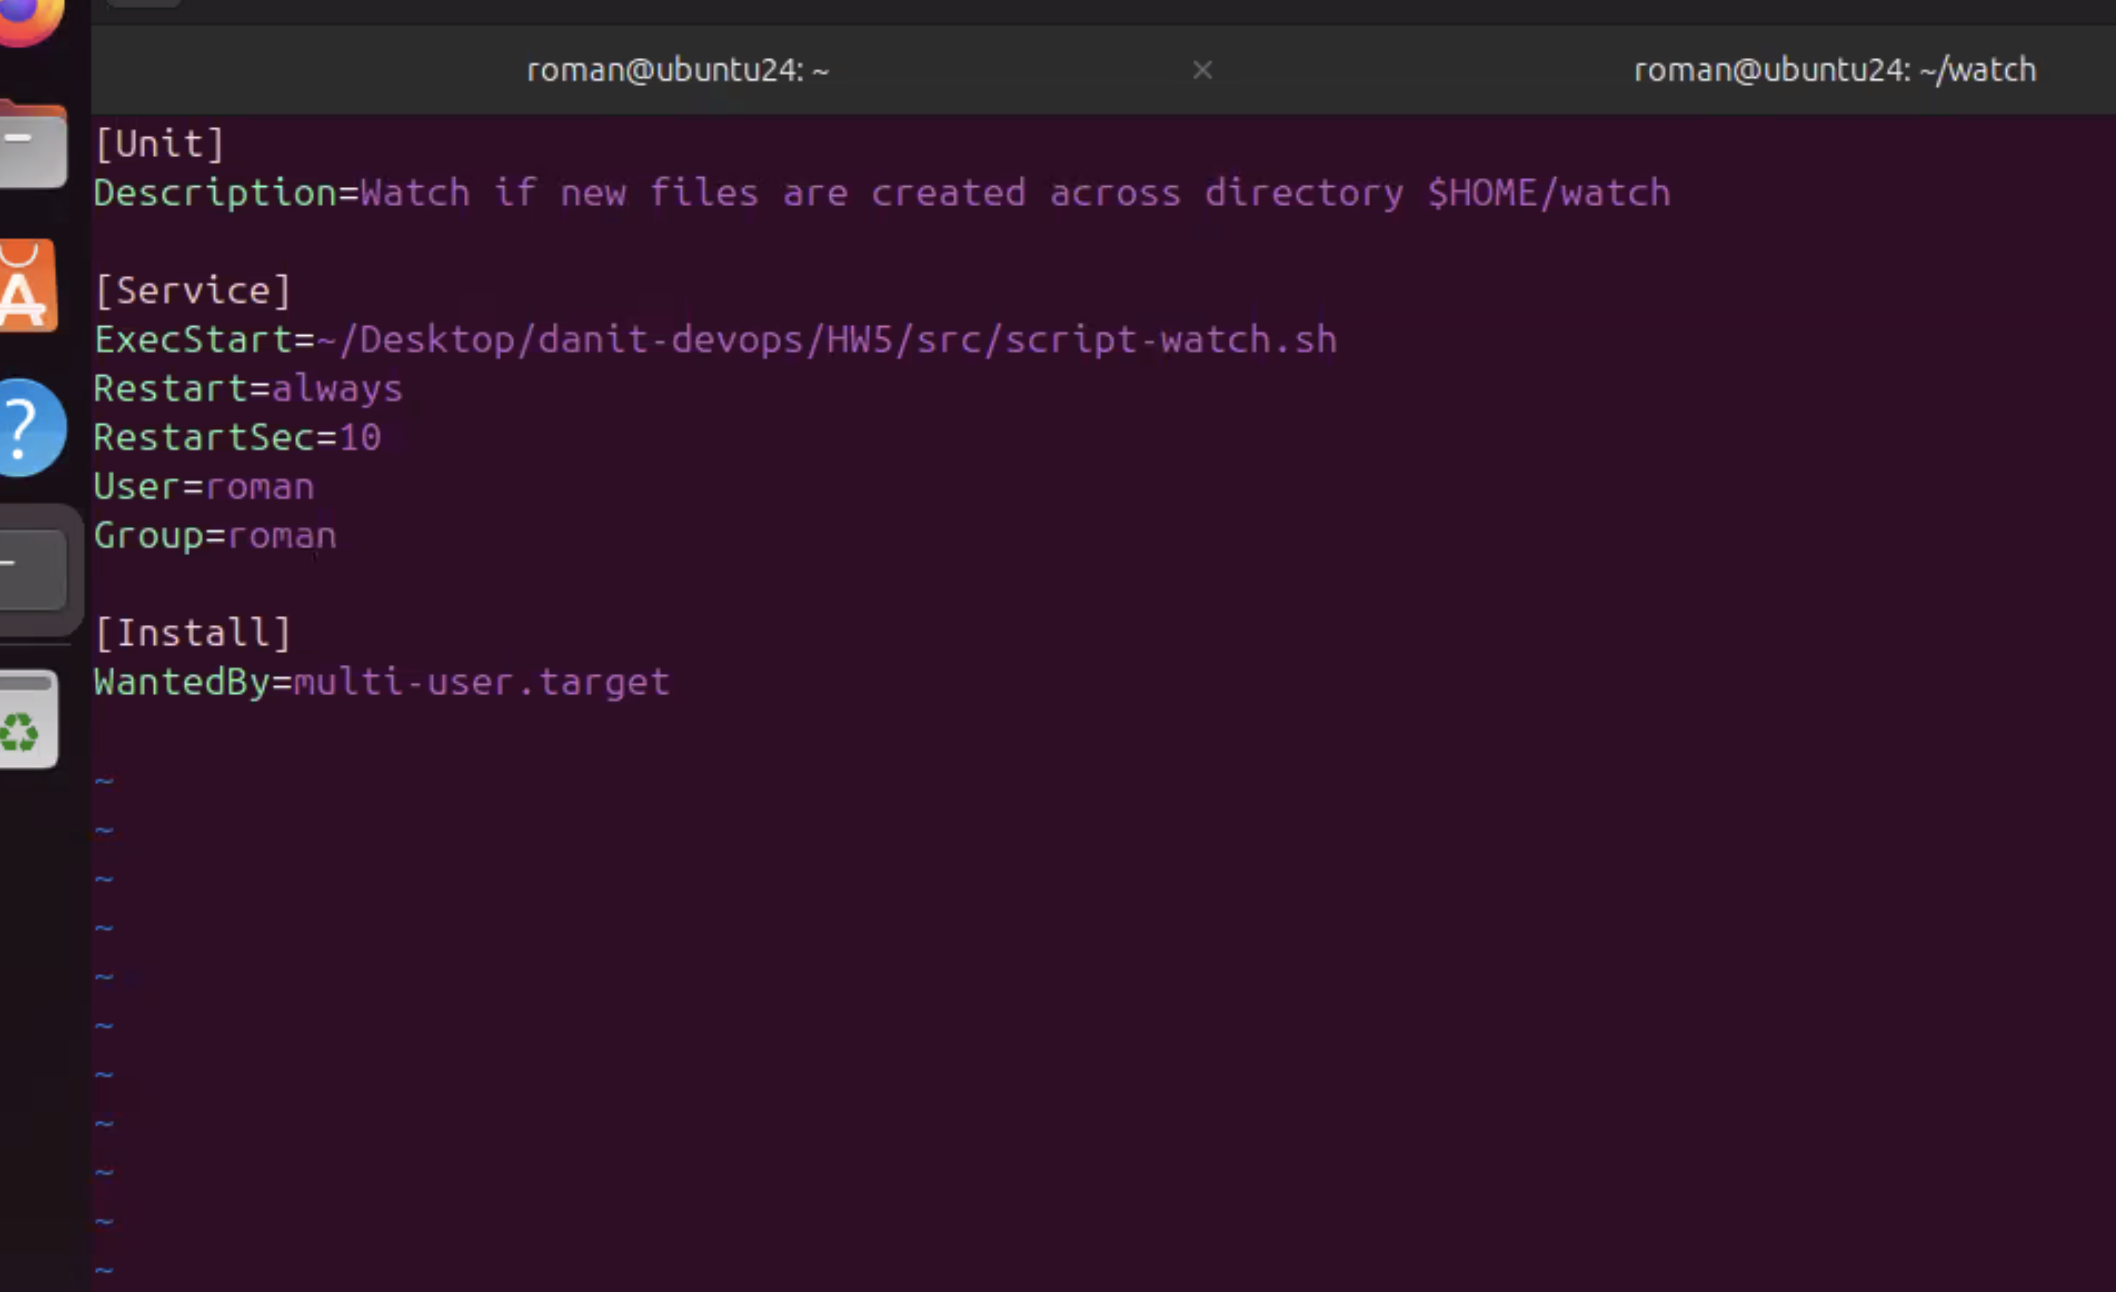 roman@ubuntu24: ~
roman@ubuntu24: ~/watch
[Unit]
Description=Watch if new files are created across directory $HOME/watch
[Service]
ExecStart=~/Desktop/danit-devops/HW5/src/script-watch.sh
Restart=always
RestartSec=10
User=roman
Group=roman
[Install]
WantedBy=multi-user.target
~
~
~
~
~
~
~
~
~
~
~